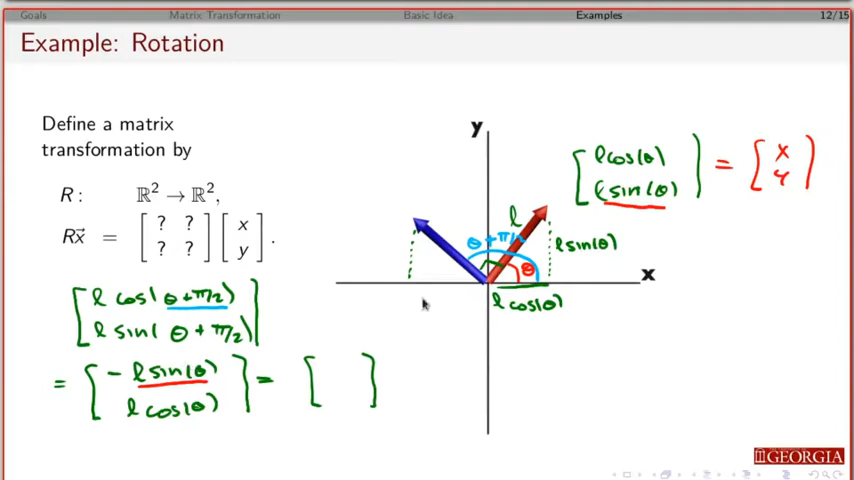 Goals Matrix Transformation Basic Idea Examples 12/15
Example: Rotation
Define a matrix
transformation by
R : ℝ² → ℝ²,
Rx⃗ = [ ? ? ] [ x ]
[ ? ? ] [ y ] .
[ l cos(θ+π/2) ]
[ l sin( θ+π/2) ]
= [ - l sin(θ) ] = [ ]
[ l cos(θ) ]
y
[ l cos(θ) ] = [ x ]
[ l sin(θ) ] [ y ]
l
θ+π/2
l sin(θ)
θ
x
l cos(θ)
GEORGIA